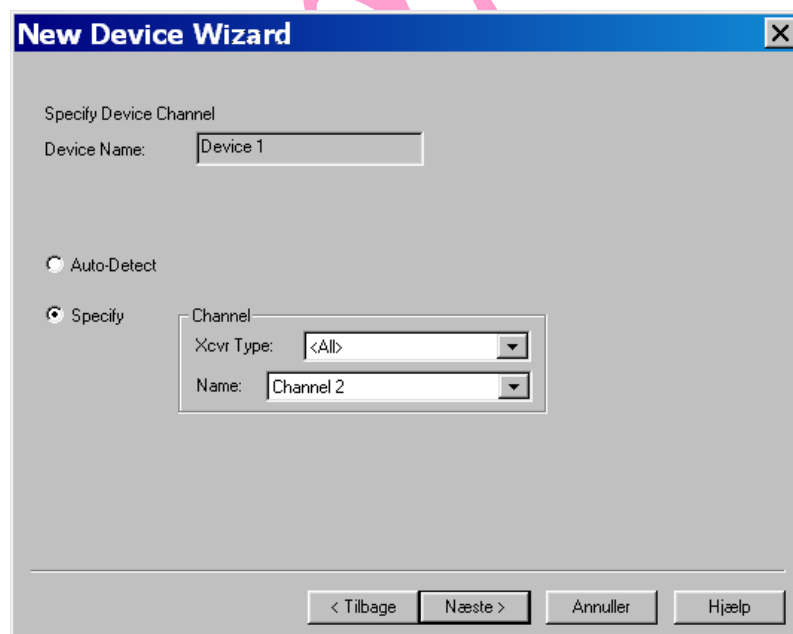 New Device Wizard
Specify Device Channel
Device Name: Device 1
Auto-Detect
Specify
Channel
Xcvr Type: <All>
Name: Channel 2
< Tilbage Næste > Annuller Hjælp